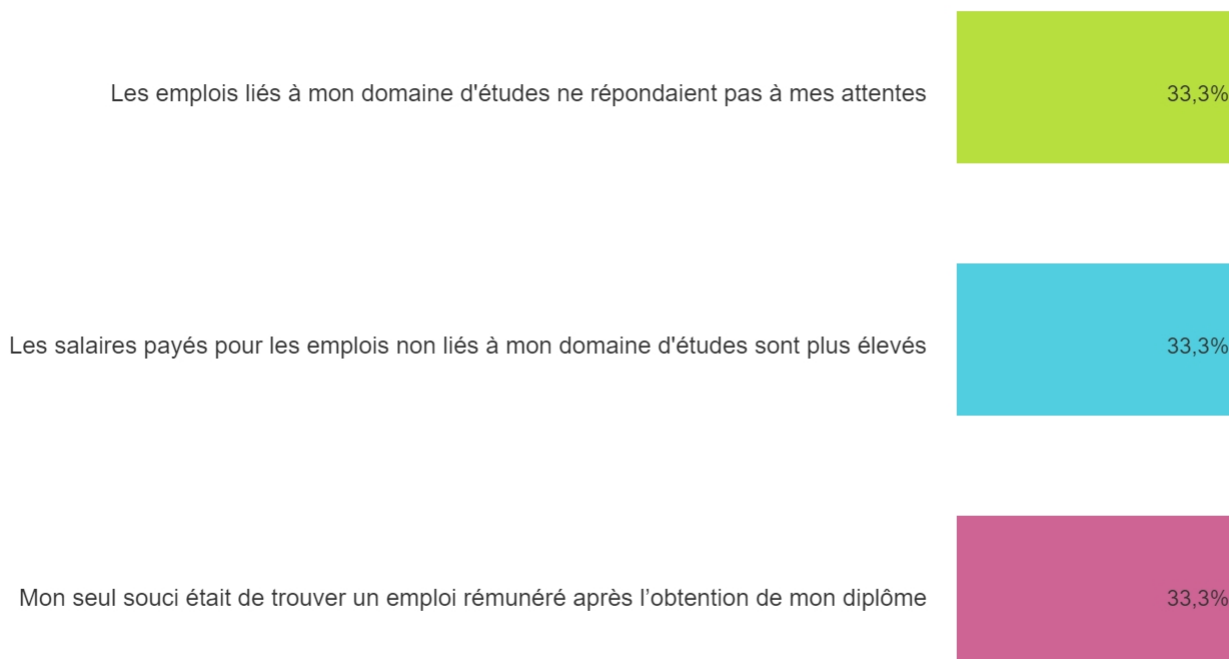 Les emplois liés à mon domaine d'études ne répondaient pas à mes attentes 33,3%
Les salaires payés pour les emplois non liés à mon domaine d'études sont plus élevés 33,3%
Mon seul souci était de trouver un emploi rémunéré après l’obtention de mon diplôme 33,3%